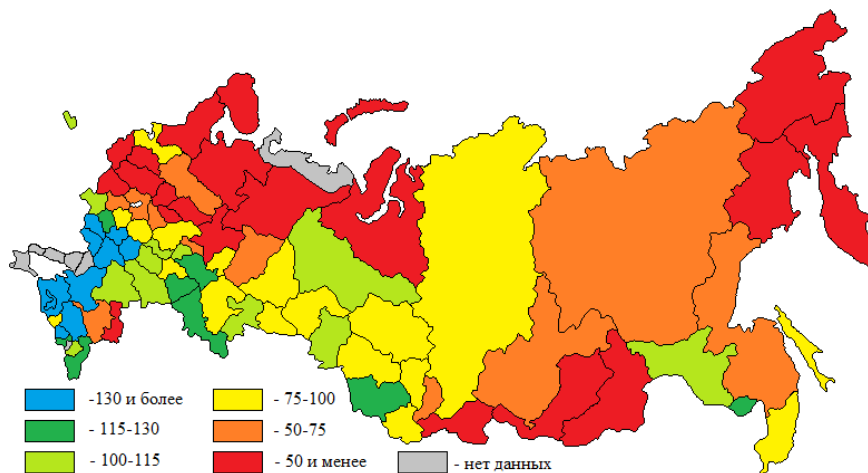 -130 и более
- 115-130
- 100-115
- 75-100
- 50-75
- 50 и менее
- нет данных